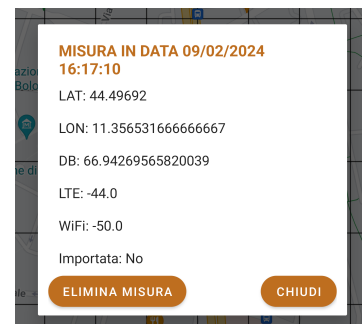 MISURA IN DATA 09/02/2024
16:17:10
LAT: 44.49692
LON: 11.356531666666667
DB: 66.94269565820039
LTE: -44.0
WiFi: -50.0
Importata: No
ELIMINA MISURA
CHIUDI